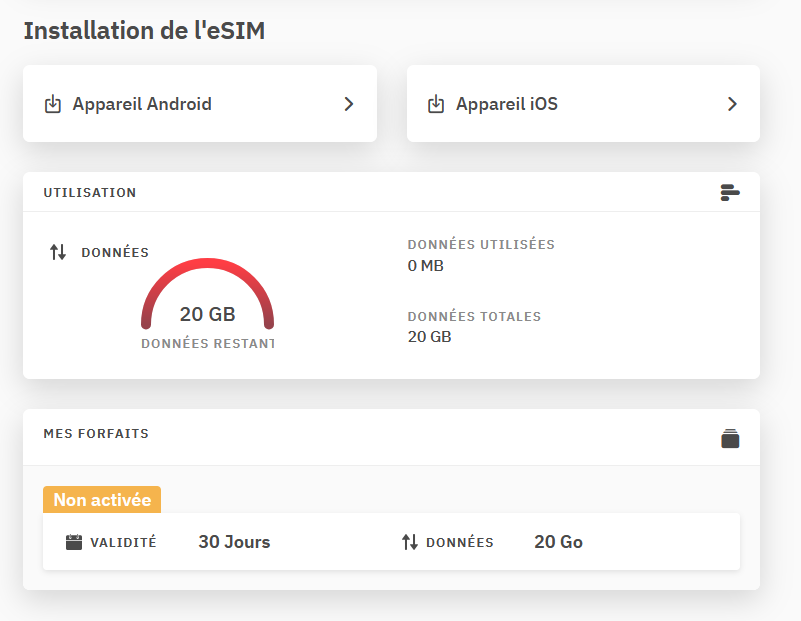 Installation de l'eSIM
Appareil Android
Appareil iOS
UTILISATION
DONNÉES
20 GB
DONNÉES RESTANT
DONNÉES UTILISÉES
0 MB
DONNÉES TOTALES
20 GB
MES FORFAITS
Non activée
VALIDITÉ 30 Jours DONNÉES 20 Go